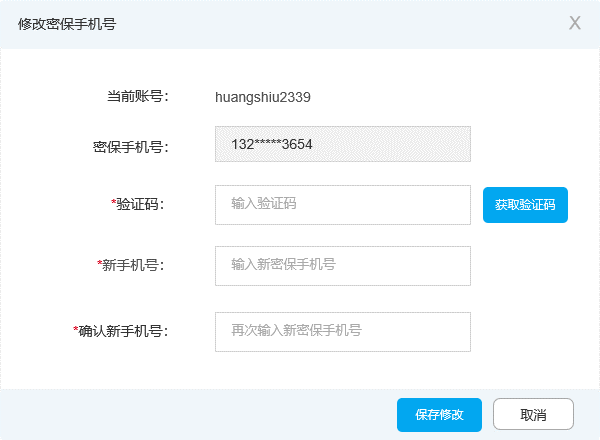 修改密保手机号 X
当前账号： huangshiu2339
密保手机号： 132*****3654
*验证码： 输入验证码 获取验证码
*新手机号： 输入新密保手机号
*确认新手机号： 再次输入新密保手机号
保存修改 取消